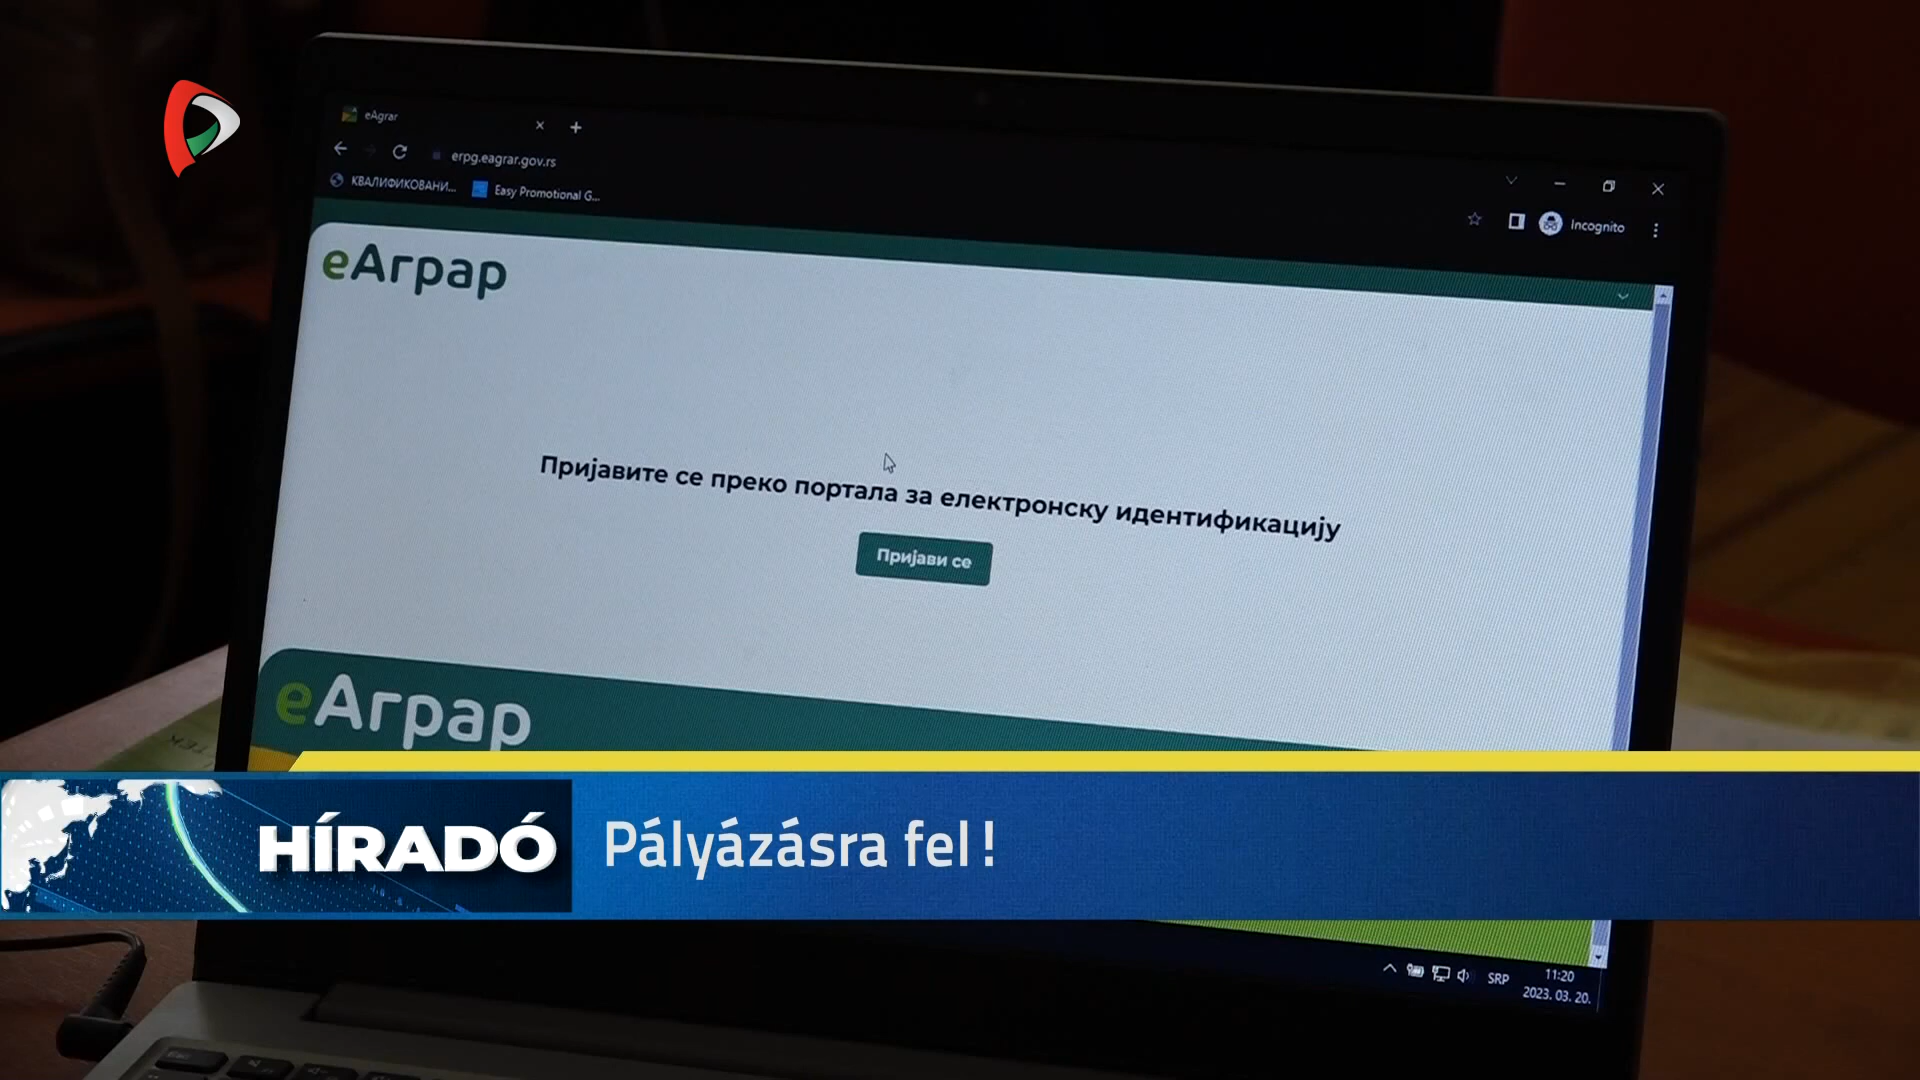 eAgrar
erpg.eagrar.gov.rs
КВАЛИФИКОВАНИ...
Easy Promotional G...
Incognito
еАграр
Пријавите се преко портала за електронску идентификацију
Пријави се
еАграр
HÍRADÓ
Pályázásra fel!
SRP
11:20
2023. 03. 20.